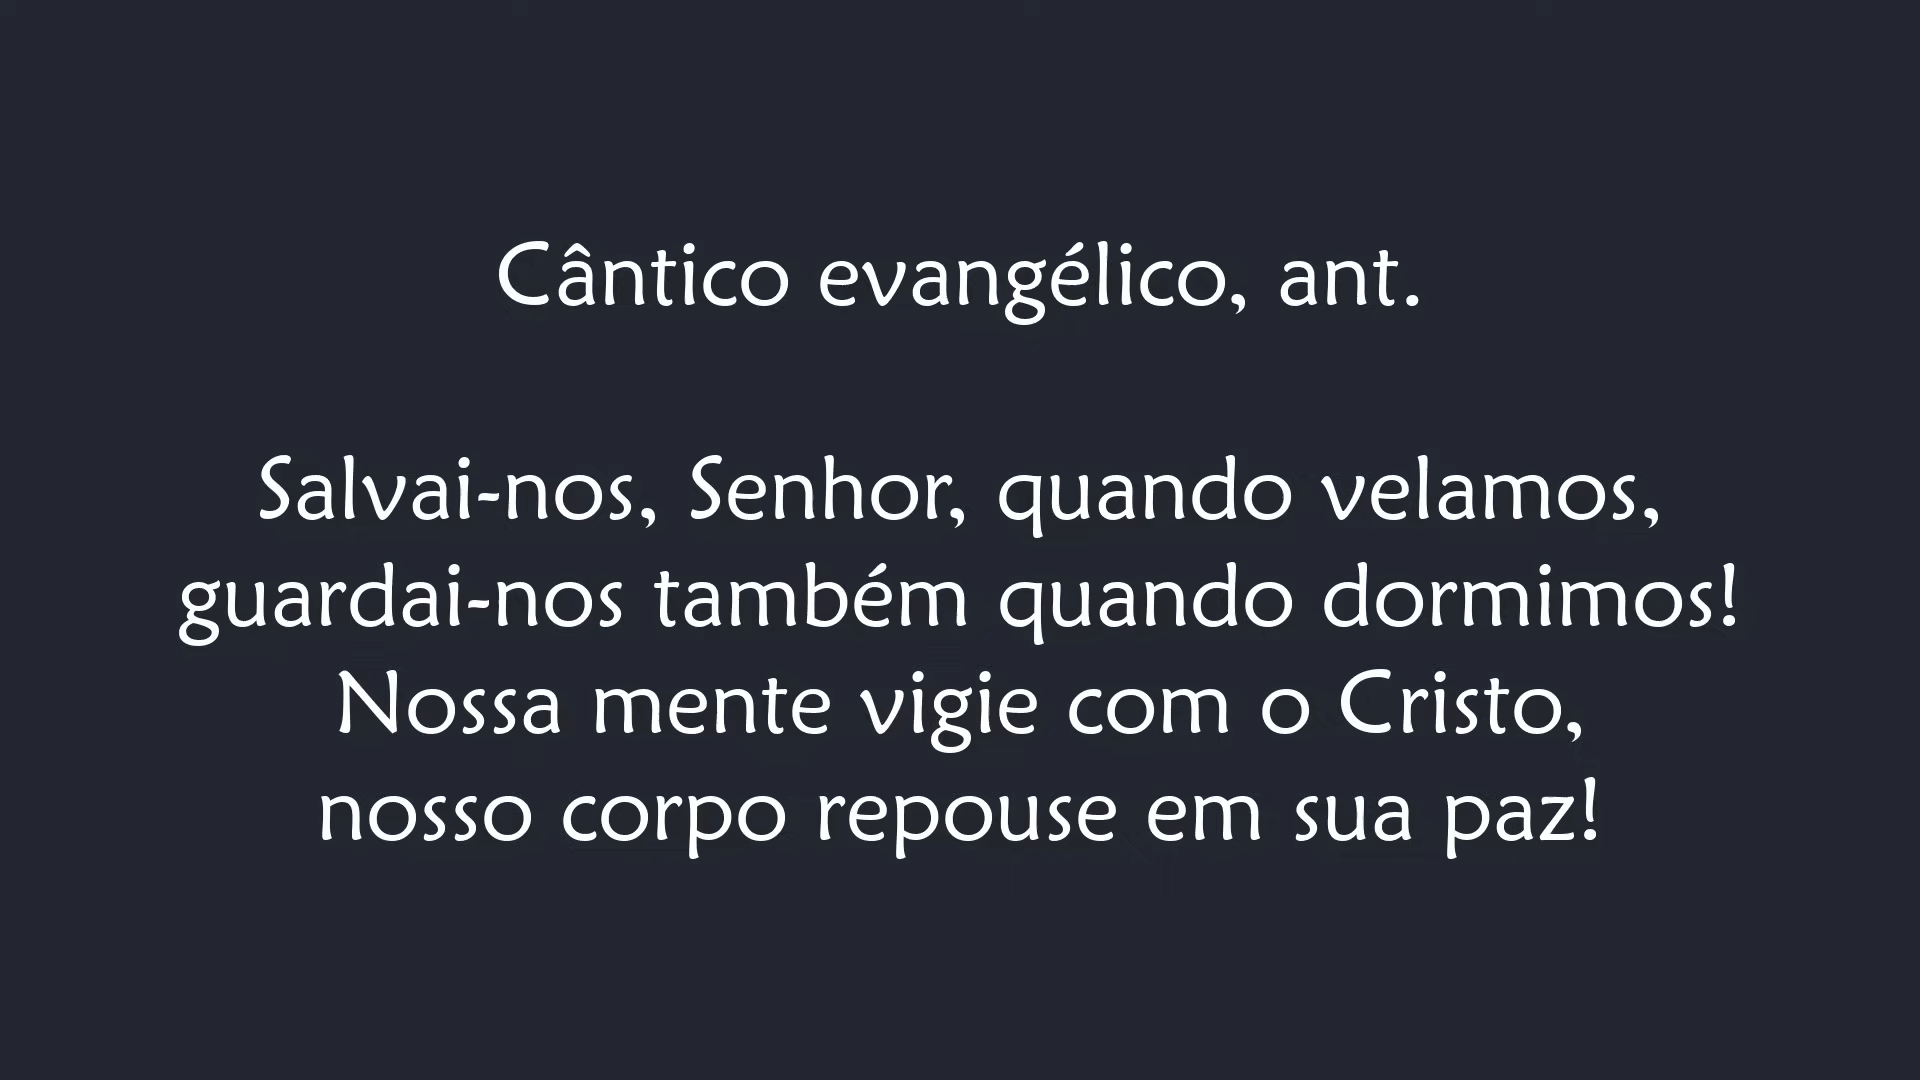 Cântico evangélico, ant.
Salvai-nos, Senhor, quando velamos,
guardai-nos também quando dormimos!
Nossa mente vigie com o Cristo,
nosso corpo repouse em sua paz!